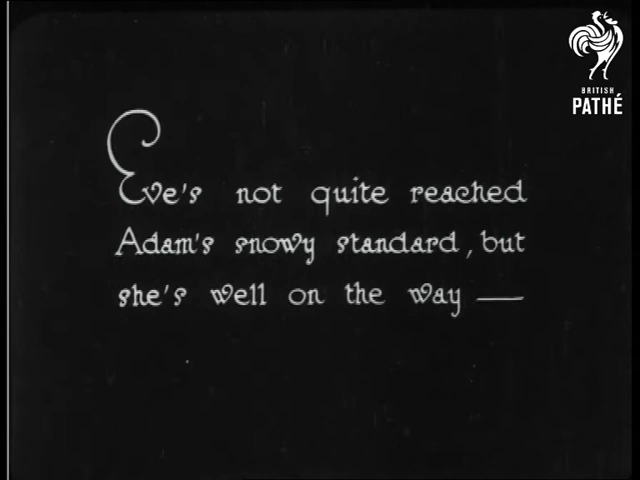 BRITISH
PATHÉ
Eve's not quite reached
Adam's snowy standard, but
she's well on the way —